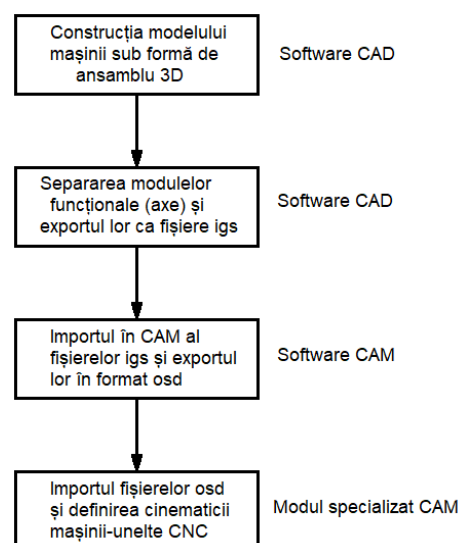 Construcția modelului
mașinii sub formă de
ansamblu 3D
Software CAD
Separarea modulelor
funcționale (axe) și
exportul lor ca fișiere igs
Software CAD
Importul în CAM al
fișierelor igs și exportul
lor în format osd
Software CAM
Importul fișierelor osd
și definirea cinematicii
mașinii-unelte CNC
Modul specializat CAM